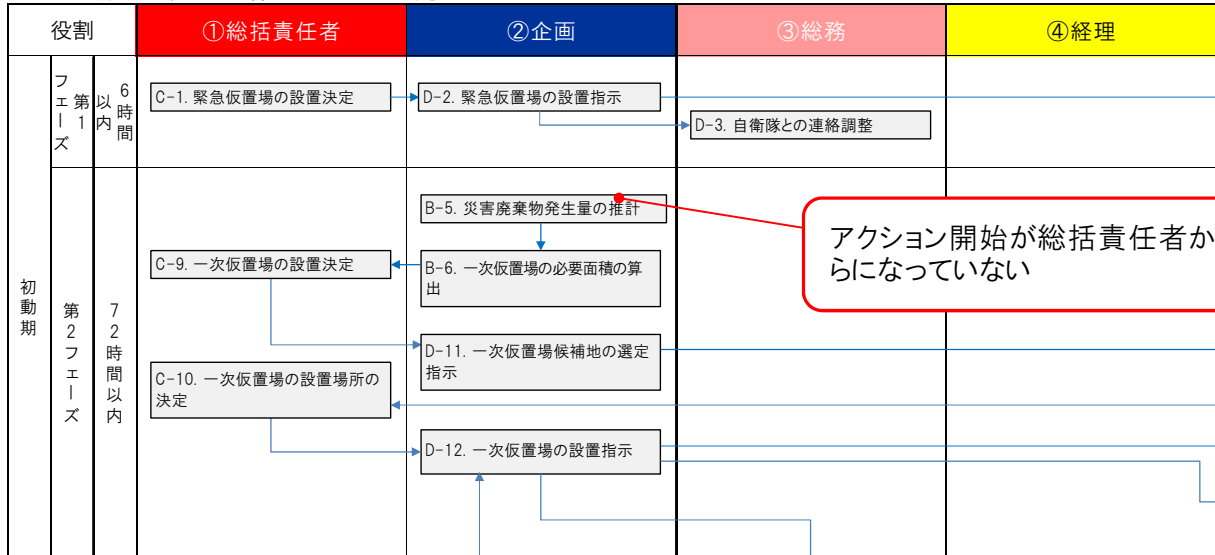 役割
①総括責任者
②企画
③総務
④経理
初動期
第1
フェーズ
6時間
以内
C-1. 緊急仮置場の設置決定
D-2. 緊急仮置場の設置指示
D-3. 自衛隊との連絡調整
第2フェーズ
72時間以内
B-5. 災害廃棄物発生量の推計
アクション開始が総括責任者か
らになっていない
C-9. 一次仮置場の設置決定
B-6. 一次仮置場の必要面積の算
出
D-11. 一次仮置場候補地の選定
指示
C-10. 一次仮置場の設置場所の
決定
D-12. 一次仮置場の設置指示